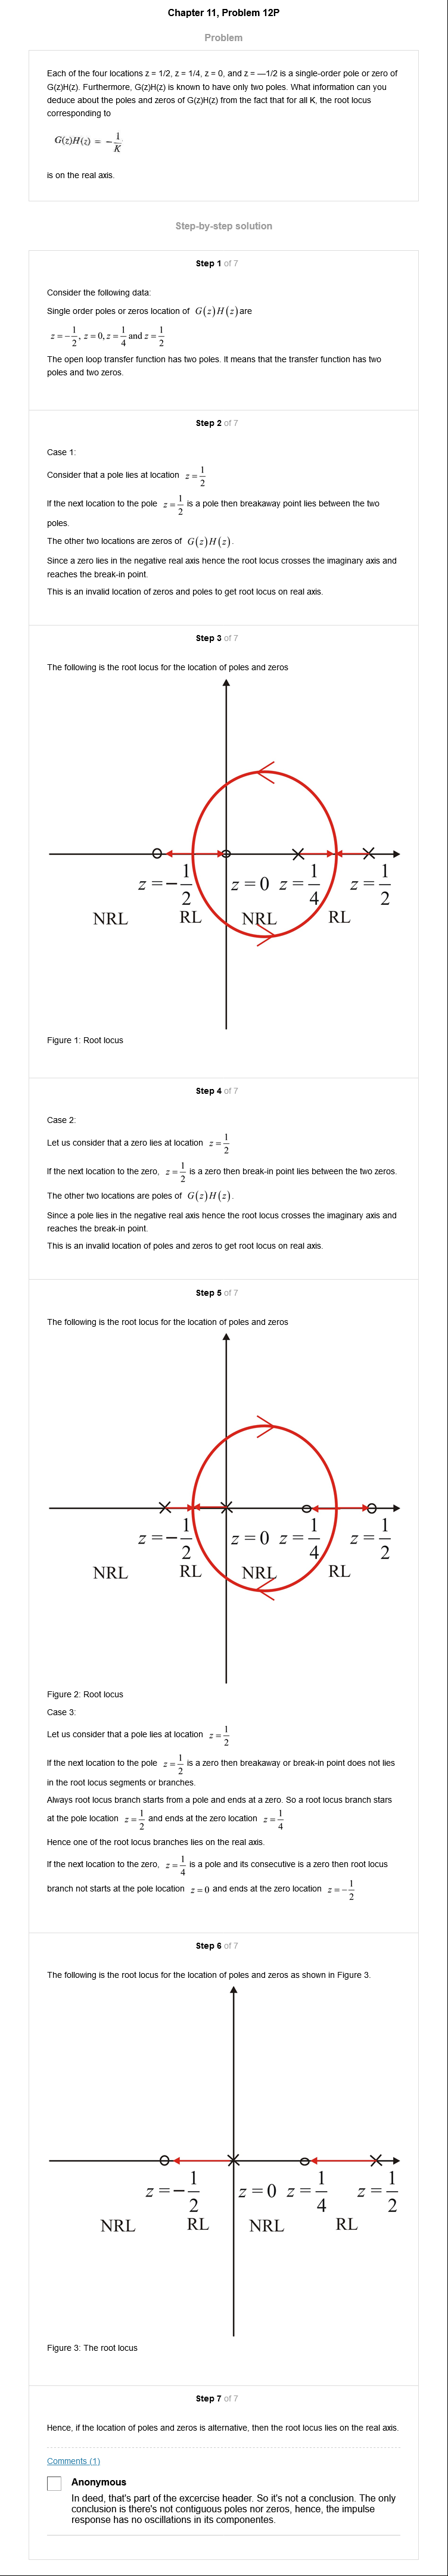 Chapter 11, Problem 12P
Problem
Each of the four locations z = 1/2, z = 1/4, z = 0, and z = —1/2 is a single-order pole or zero of
G(z)H(z). Furthermore, G(z)H(z) is known to have only two poles. What information can you
deduce about the poles and zeros of G(z)H(z) from the fact that for all K, the root locus
corresponding to
G(z)H(z) = -1/K
is on the real axis.
Step-by-step solution
Step 1 of 7
Consider the following data:
Single order poles or zeros location of G(z)H(z) are
z = -1/2, z = 0, z = 1/4 and z = 1/2
The open loop transfer function has two poles. It means that the transfer function has two
poles and two zeros.
Step 2 of 7
Case 1:
Consider that a pole lies at location z = 1/2
If the next location to the pole z = 1/2 is a pole then breakaway point lies between the two
poles.
The other two locations are zeros of G(z)H(z).
Since a zero lies in the negative real axis hence the root locus crosses the imaginary axis and
reaches the break-in point.
This is an invalid location of zeros and poles to get root locus on real axis.
Step 3 of 7
The following is the root locus for the location of poles and zeros
z = -1/2 z = 0 z = 1/4 z = 1/2
NRL RL NRL RL
Figure 1: Root locus
Step 4 of 7
Case 2:
Let us consider that a zero lies at location z = 1/2
If the next location to the zero, z = 1/2 is a zero then break-in point lies between the two zeros.
The other two locations are poles of G(z)H(z).
Since a pole lies in the negative real axis hence the root locus crosses the imaginary axis and
reaches the break-in point.
This is an invalid location of poles and zeros to get root locus on real axis.
Step 5 of 7
The following is the root locus for the location of poles and zeros
z = -1/2 z = 0 z = 1/4 z = 1/2
NRL RL NRL RL
Figure 2: Root locus
Case 3:
Let us consider that a pole lies at location z = 1/2
If the next location to the pole z = 1/2 is a zero then breakaway or break-in point does not lies
in the root locus segments or branches.
Always root locus branch starts from a pole and ends at a zero. So a root locus branch stars
at the pole location z = 1/2 and ends at the zero location z = 1/4
Hence one of the root locus branches lies on the real axis.
If the next location to the zero, z = 1/4 is a pole and its consecutive is a zero then root locus
branch not starts at the pole location z = 0 and ends at the zero location z = -1/2
Step 6 of 7
The following is the root locus for the location of poles and zeros as shown in Figure 3.
z = -1/2 z = 0 z = 1/4 z = 1/2
NRL RL NRL RL
Figure 3: The root locus
Step 7 of 7
Hence, if the location of poles and zeros is alternative, then the root locus lies on the real axis.
Comments (1)
Anonymous
In deed, that's part of the excercise header. So it's not a conclusion. The only
conclusion is there's not contiguous poles nor zeros, hence, the impulse
response has no oscillations in its componentes.